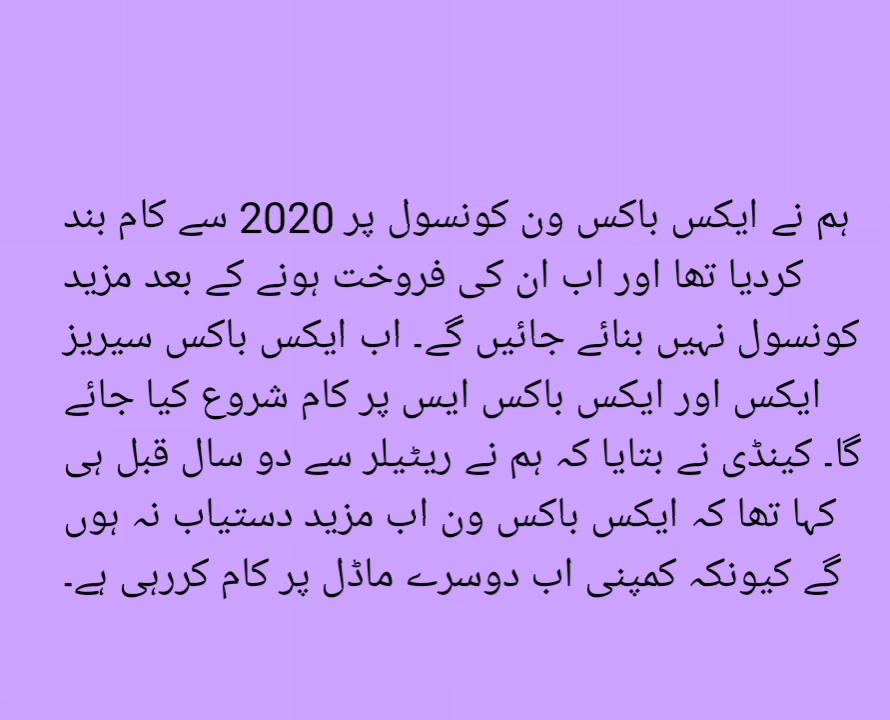 ہم نے ایکس باکس ون کونسول پر 2020 سے کام بند
کردیا تھا اور اب ان کی فروخت ہونے کے بعد مزید
کونسول نہیں بنائے جائیں گے۔ اب ایکس باکس سیریز
ایکس اور ایکس باکس ایس پر کام شروع کیا جائے
گا۔ کینڈی نے بتایا کہ ہم نے ریٹیلر سے دو سال قبل ہی
کہا تھا کہ ایکس باکس ون اب مزید دستیاب نہ ہوں
گے کیونکہ کمپنی اب دوسرے ماڈل پر کام کررہی ہے۔